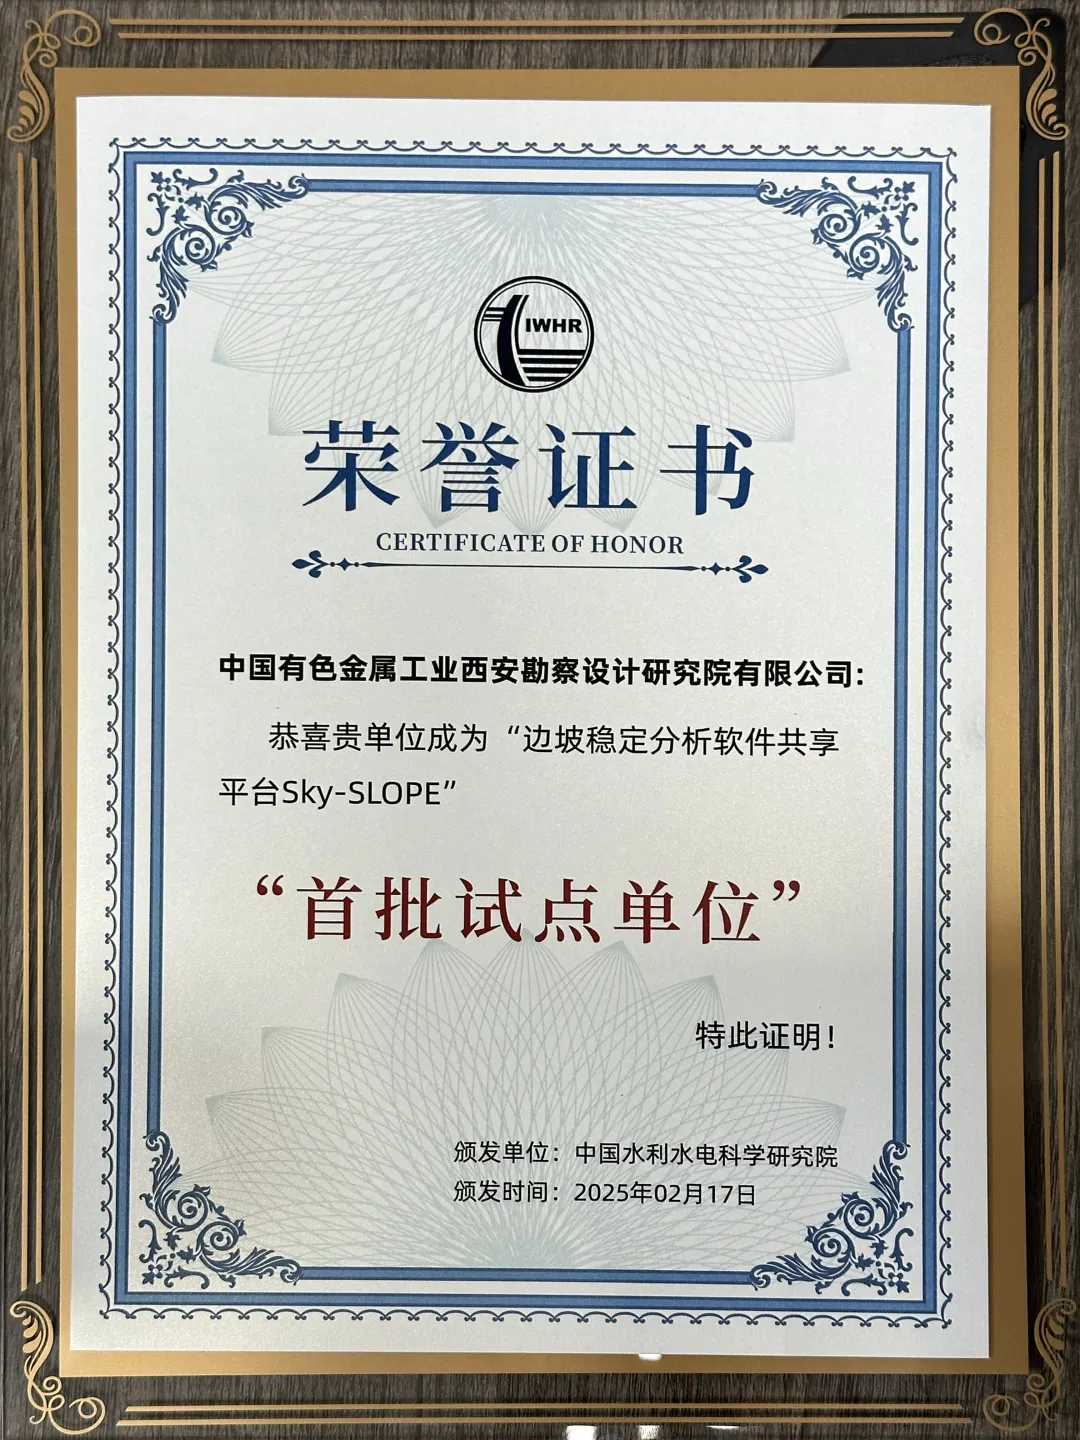 IWHR
荣誉证书
CERTIFICATE OF HONOR
中国有色金属工业西安勘察设计研究院有限公司:
恭喜贵单位成为“边坡稳定分析软件共享
平台Sky-SLOPE”
“首批试点单位”
特此证明！
颁发单位：中国水利水电科学研究院
颁发时间：2025年02月17日